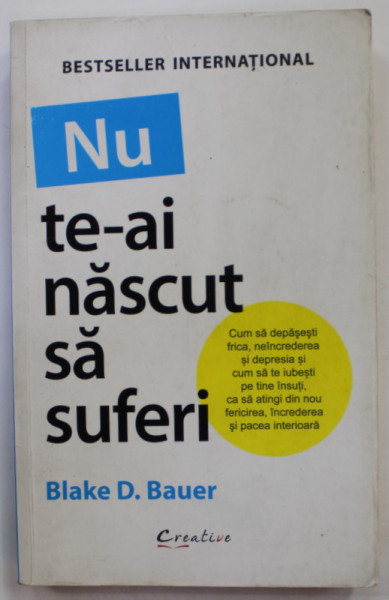 BESTSELLER INTERNAȚIONAL
Nu
te-ai
născut
să
suferi
Cum să depășești
frica, neîncrederea
și depresia și
cum să te iubești
pe tine însuți,
ca să atingi din nou
fericirea, încrederea
și pacea interioară
Blake D. Bauer
Creative